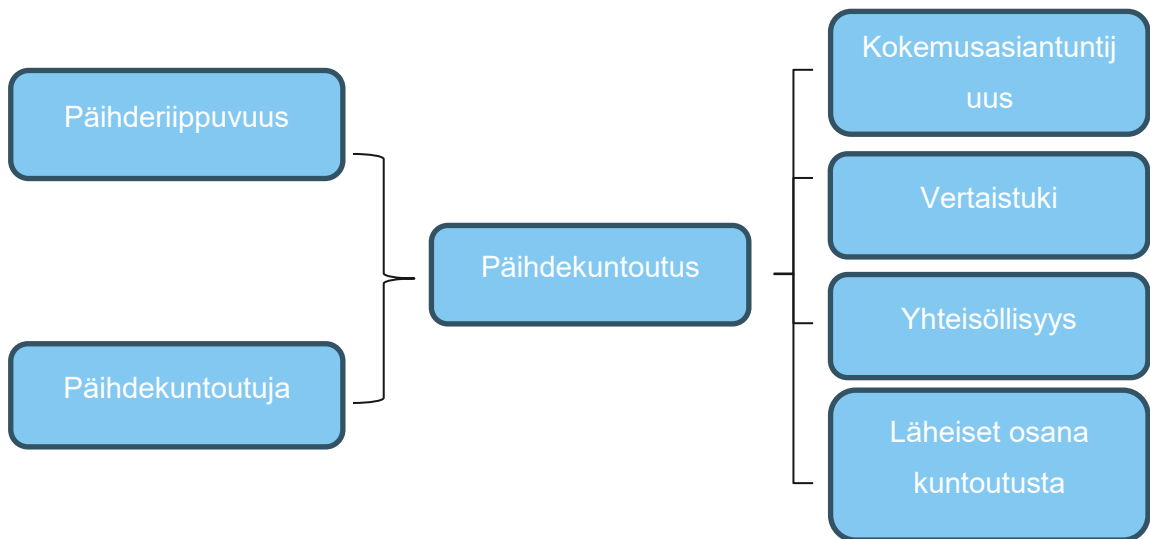 Päihderiippuvuus
Päihdekuntoutuja
Päihdekuntoutus
Kokemusasiantuntij
uus
Vertaistuki
Yhteisöllisyys
Läheiset osana
kuntoutusta